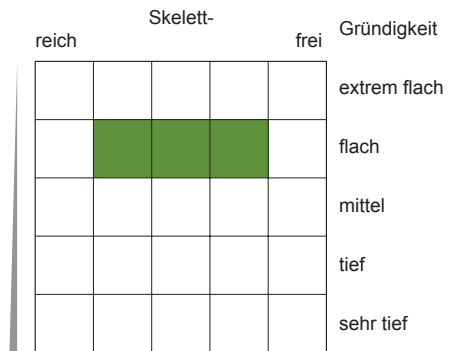 Skelett-
reich frei
Gründigkeit
extrem flach
flach
mittel
tief
sehr tief